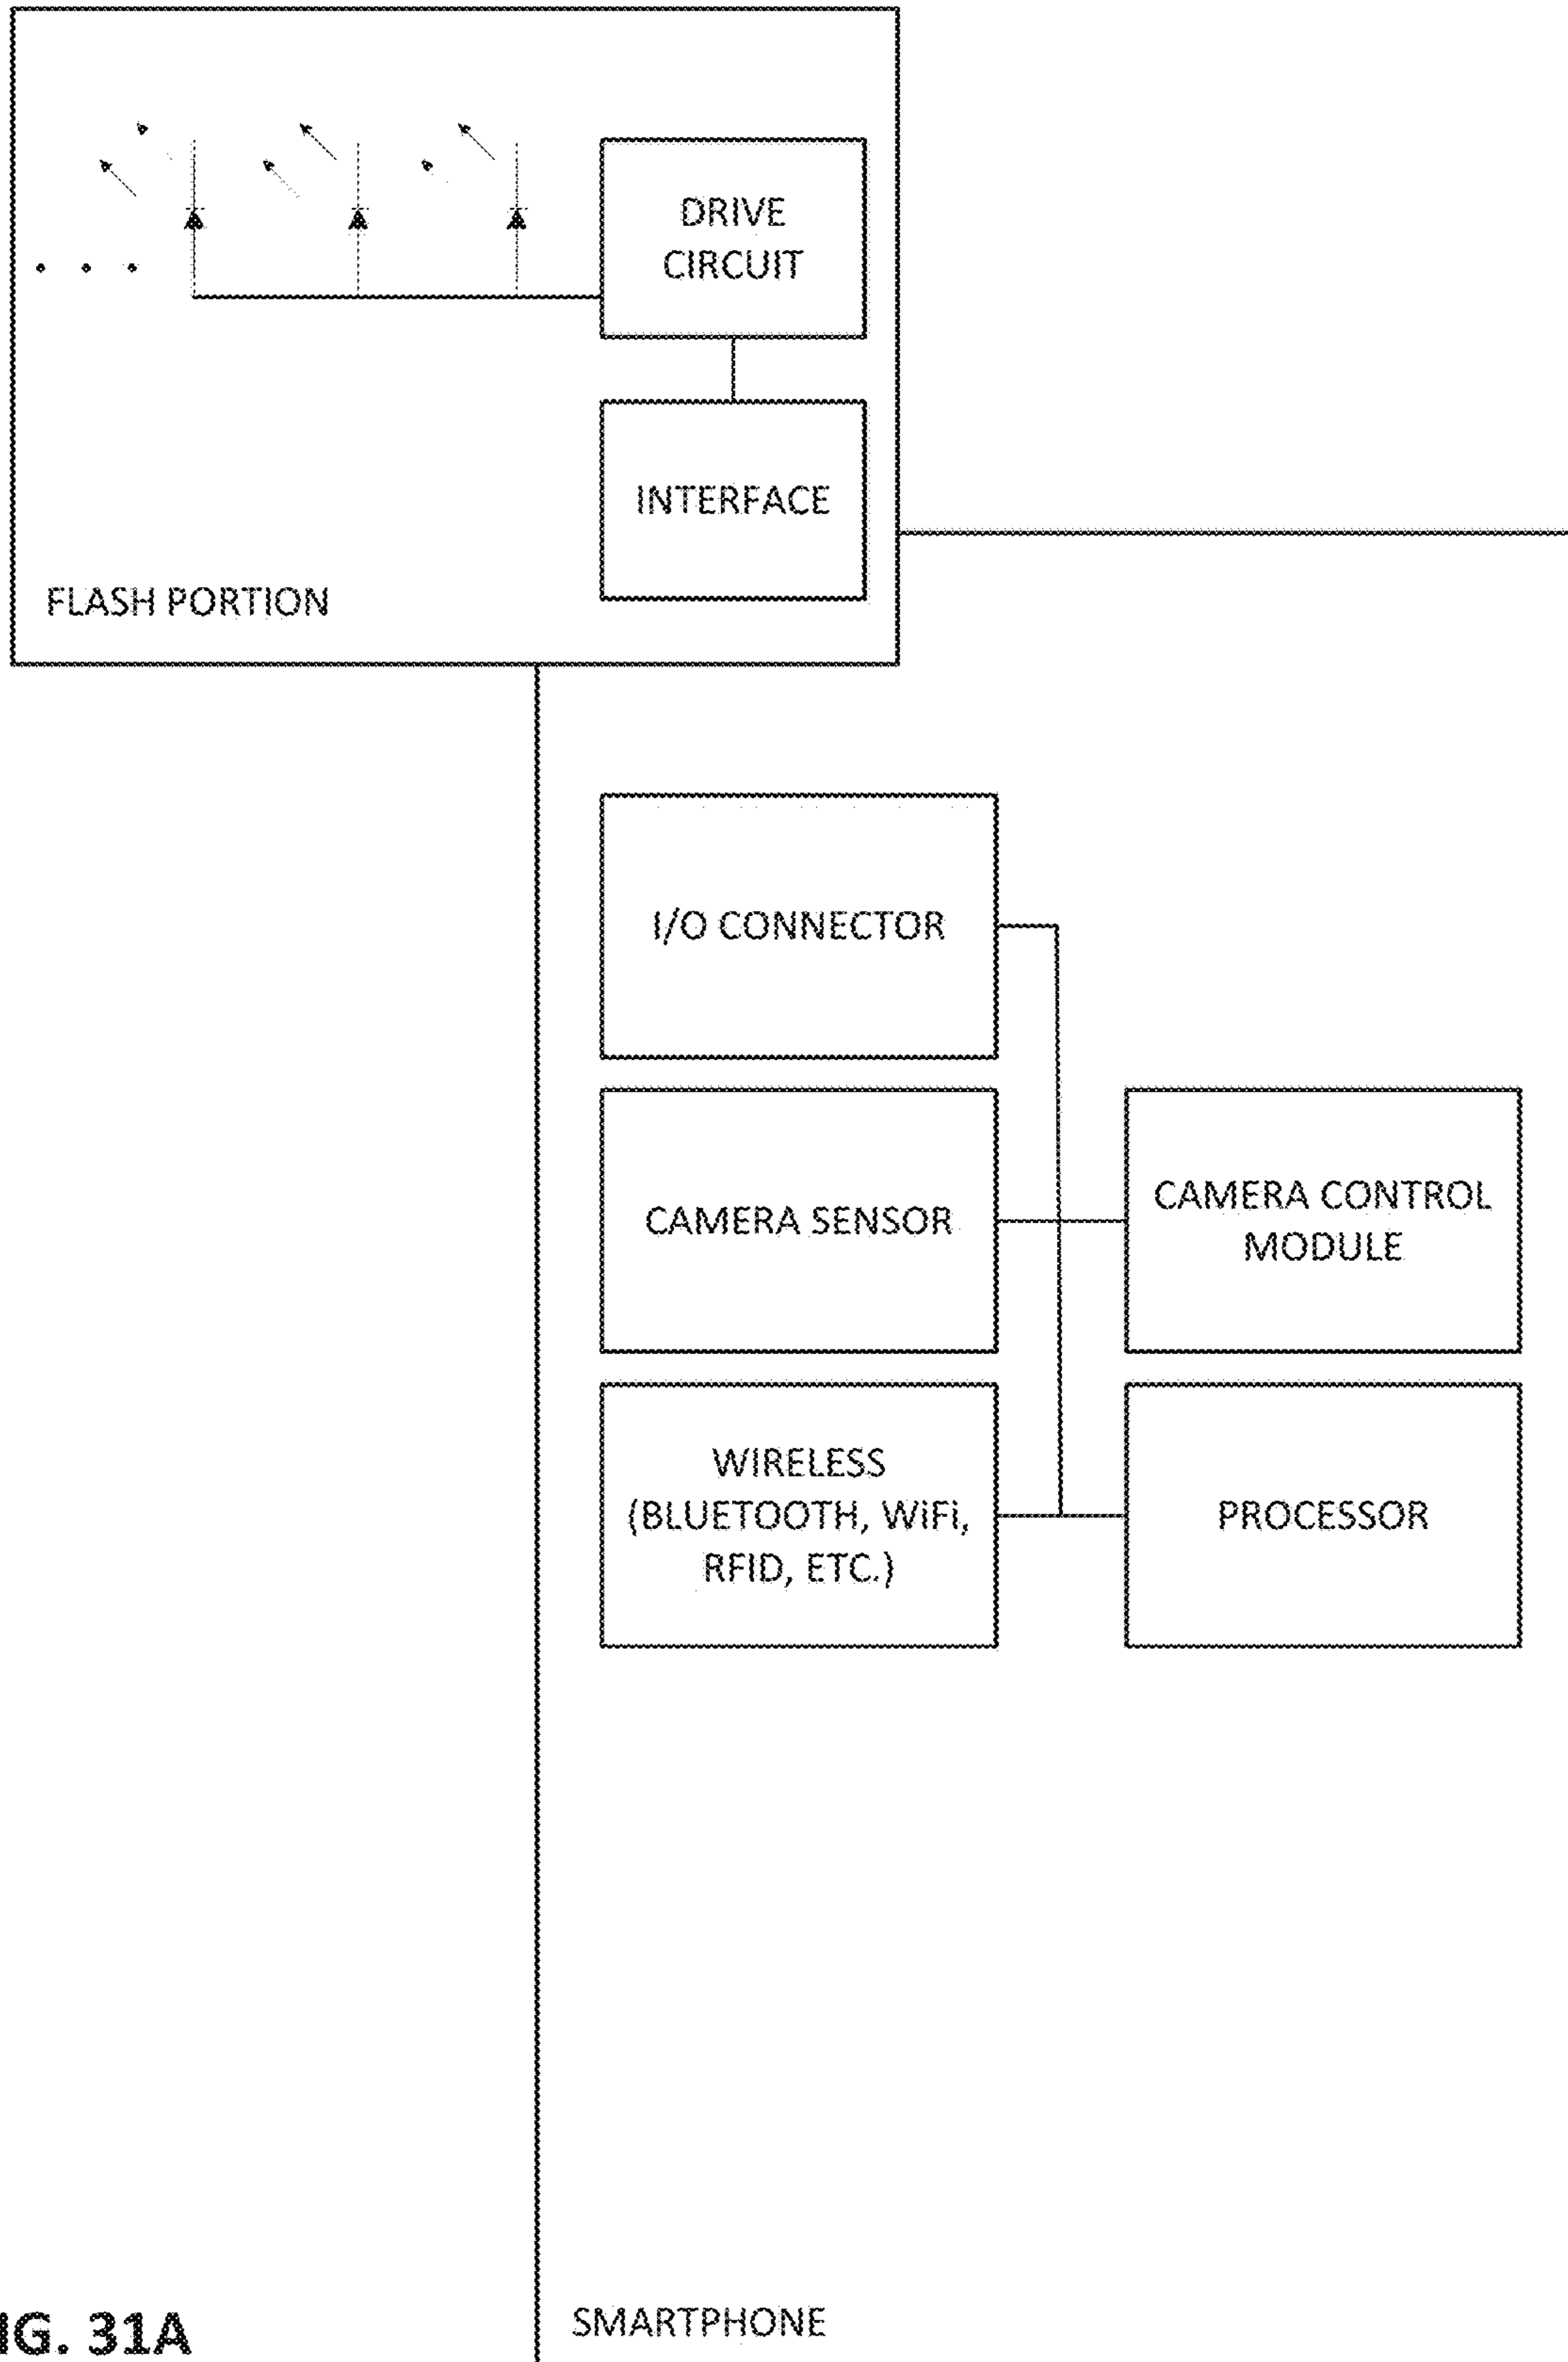 DRIVE
CIRCUIT
INTERFACE
FLASH PORTION
I/O CONNECTOR
CAMERA SENSOR
CAMERA CONTROL
MODULE
WIRELESS
(BLUETOOTH, WiFi,
RFID, ETC.)
PROCESSOR
SMARTPHONE
IG. 31A